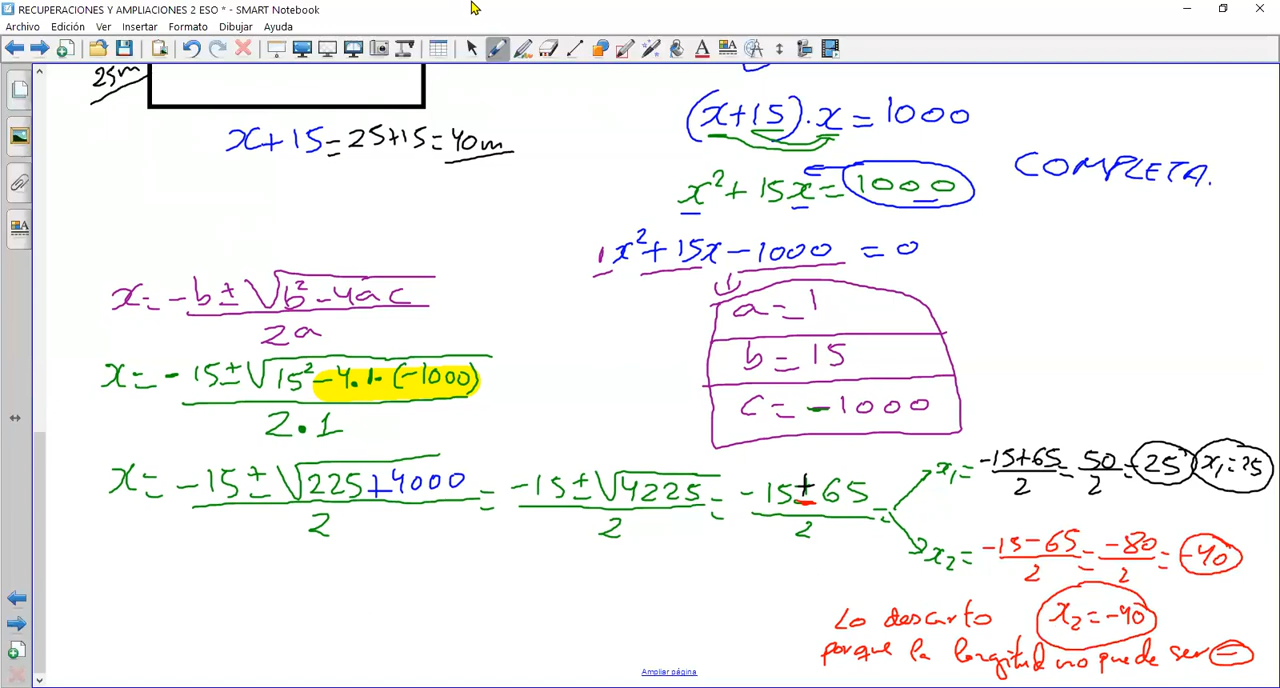 RECUPERACIONES Y AMPLIACIONES 2 ESO * - SMART Notebook
Archivo Edición Ver Insertar Formato Dibujar Ayuda
25m
x+15=25+15=40m
(x+15)·x=1000
x²+15x=1000
COMPLETA.
1x²+15x-1000=0
(1)
a=1
b=15
c=-1000
x=-b±√b²-4ac
2a
x=-15±√15²-4·1·(-1000)
2·1
x=-15±√225+4000 = -15±√4225 = -15±65 =
2 2 2
x₁= -15+65 = 50 = 25 x₁=25
2 2
x₂= -15-65 = -80 = -40
2 2
Lo descarto x₂=-40
porque la longitud no puede ser -
Ampliar página